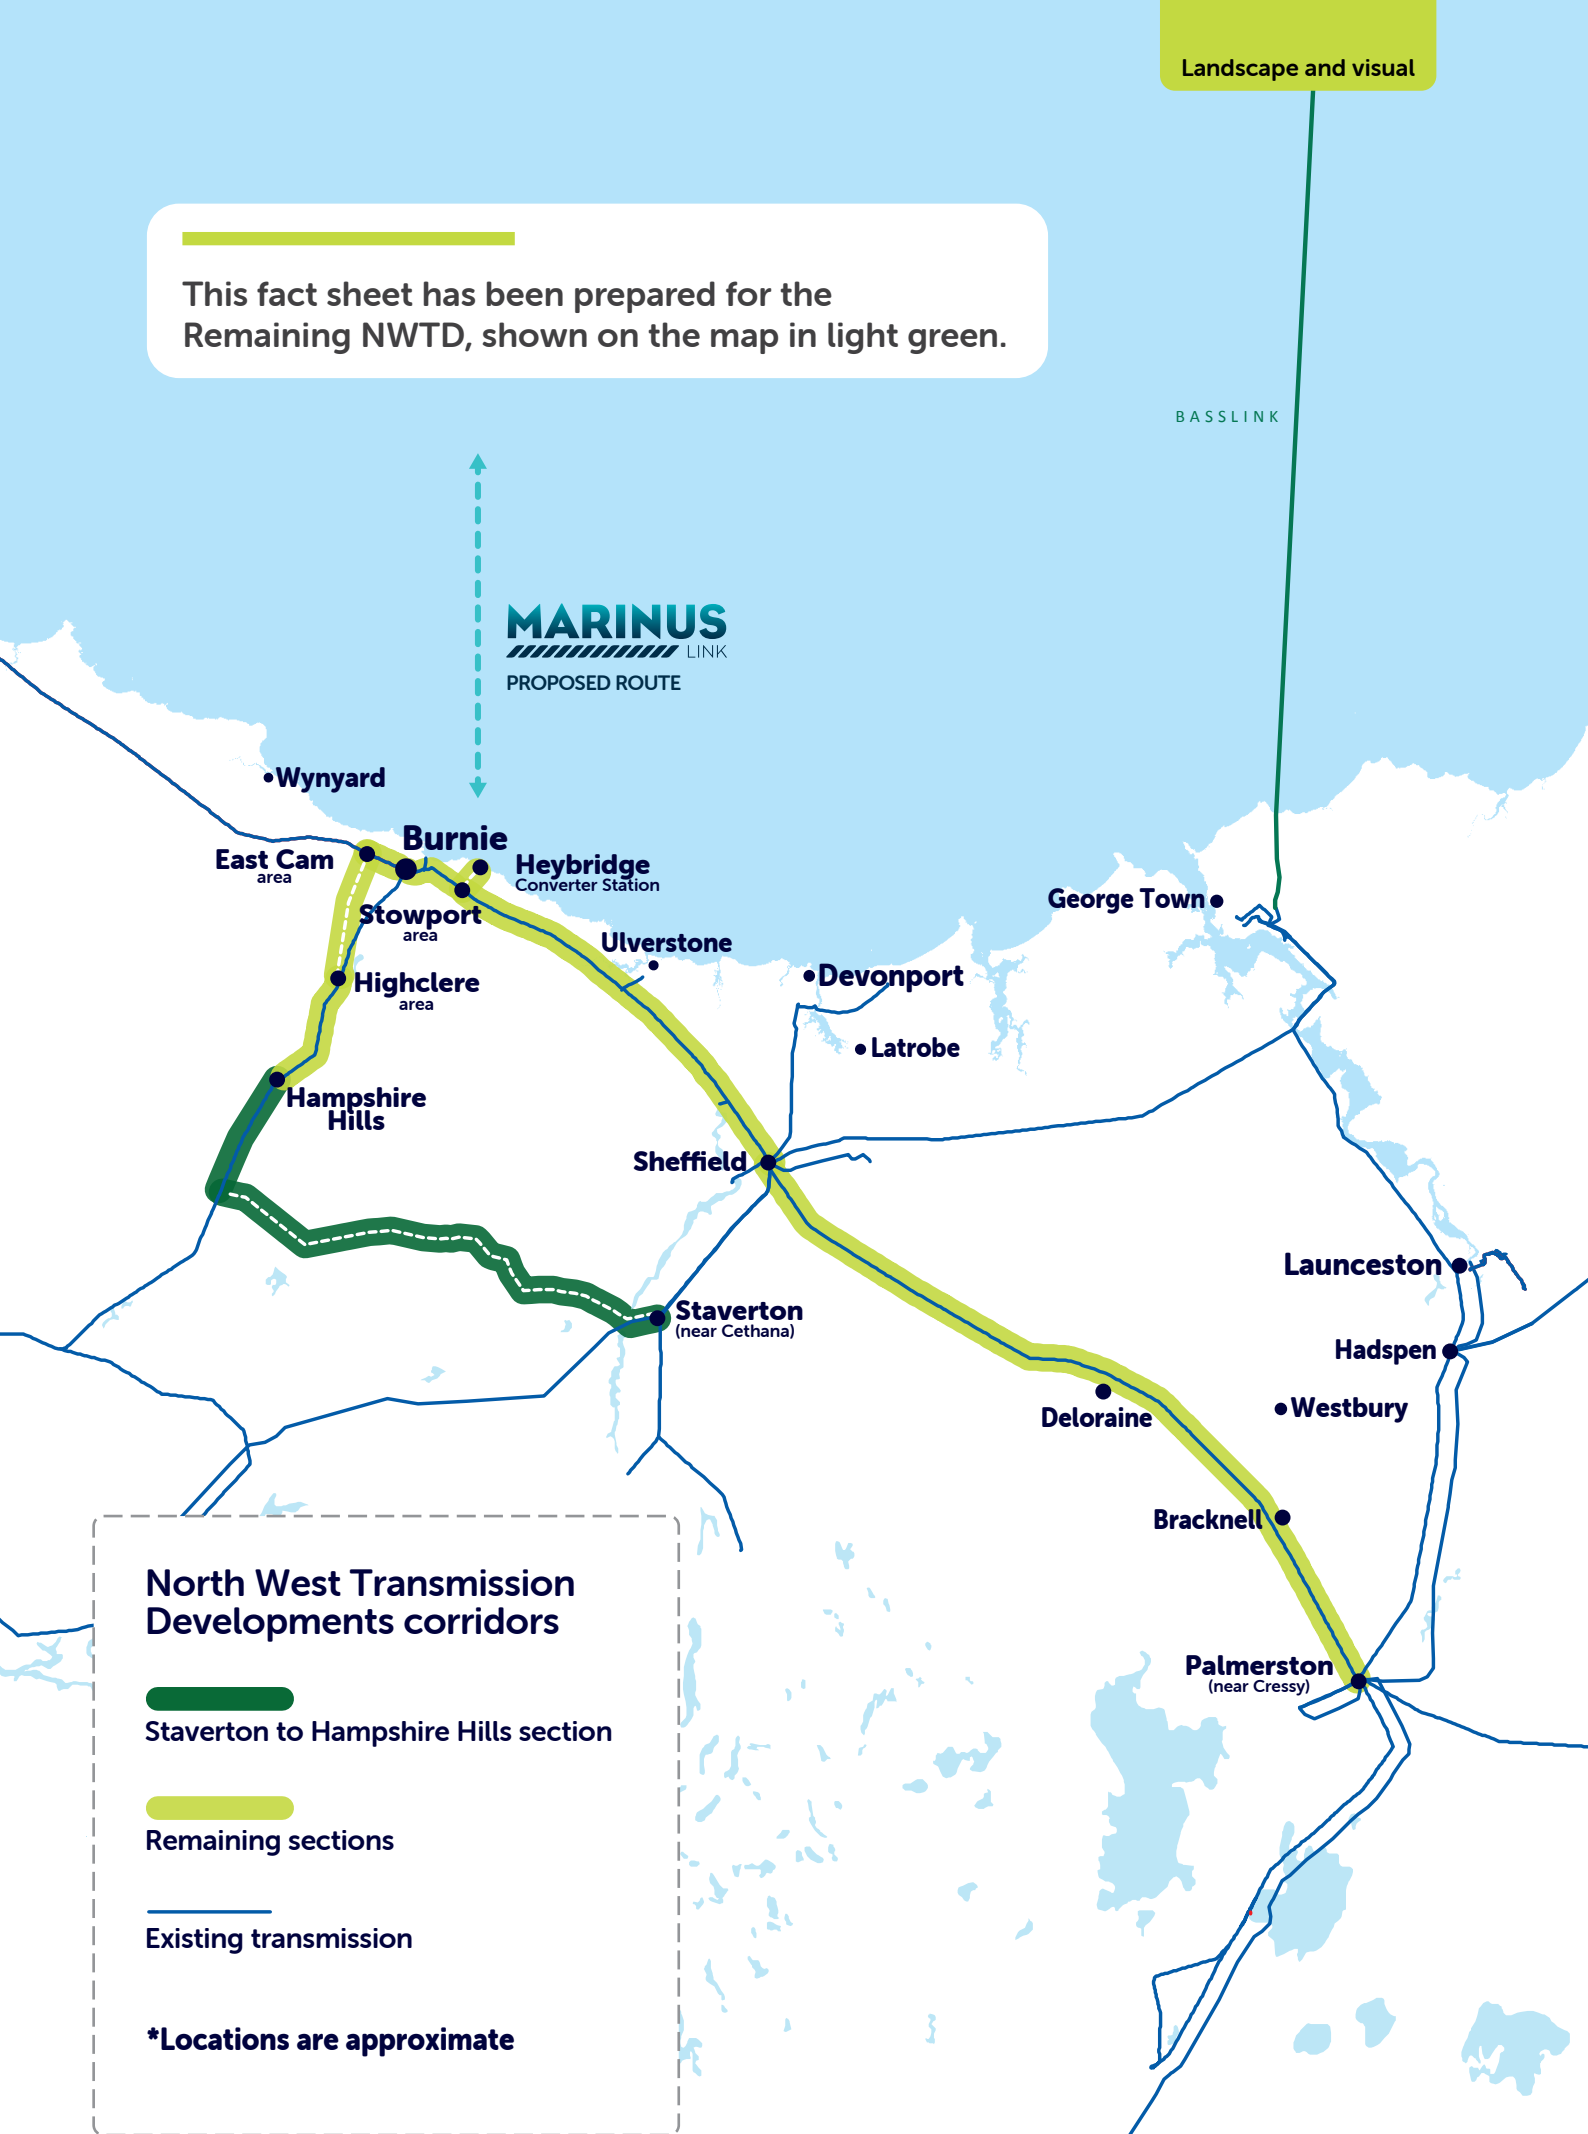 Landscape and visual
This fact sheet has been prepared for the
Remaining NWTD, shown on the map in light green.
BASSLINK
MARINUS
LINK
PROPOSED ROUTE
Wynyard
Burnie
East Cam
area
Heybridge
Converter Station
Stowport
area
George Town
Ulverstone
Devonport
Highclere
area
Latrobe
Hampshire
Hills
Sheffield
Launceston
Staverton
(near Cethana)
Hadspen
Westbury
Deloraine
Bracknell
Palmerston
(near Cressy)
North West Transmission
Developments corridors
Staverton to Hampshire Hills section
Remaining sections
Existing transmission
*Locations are approximate